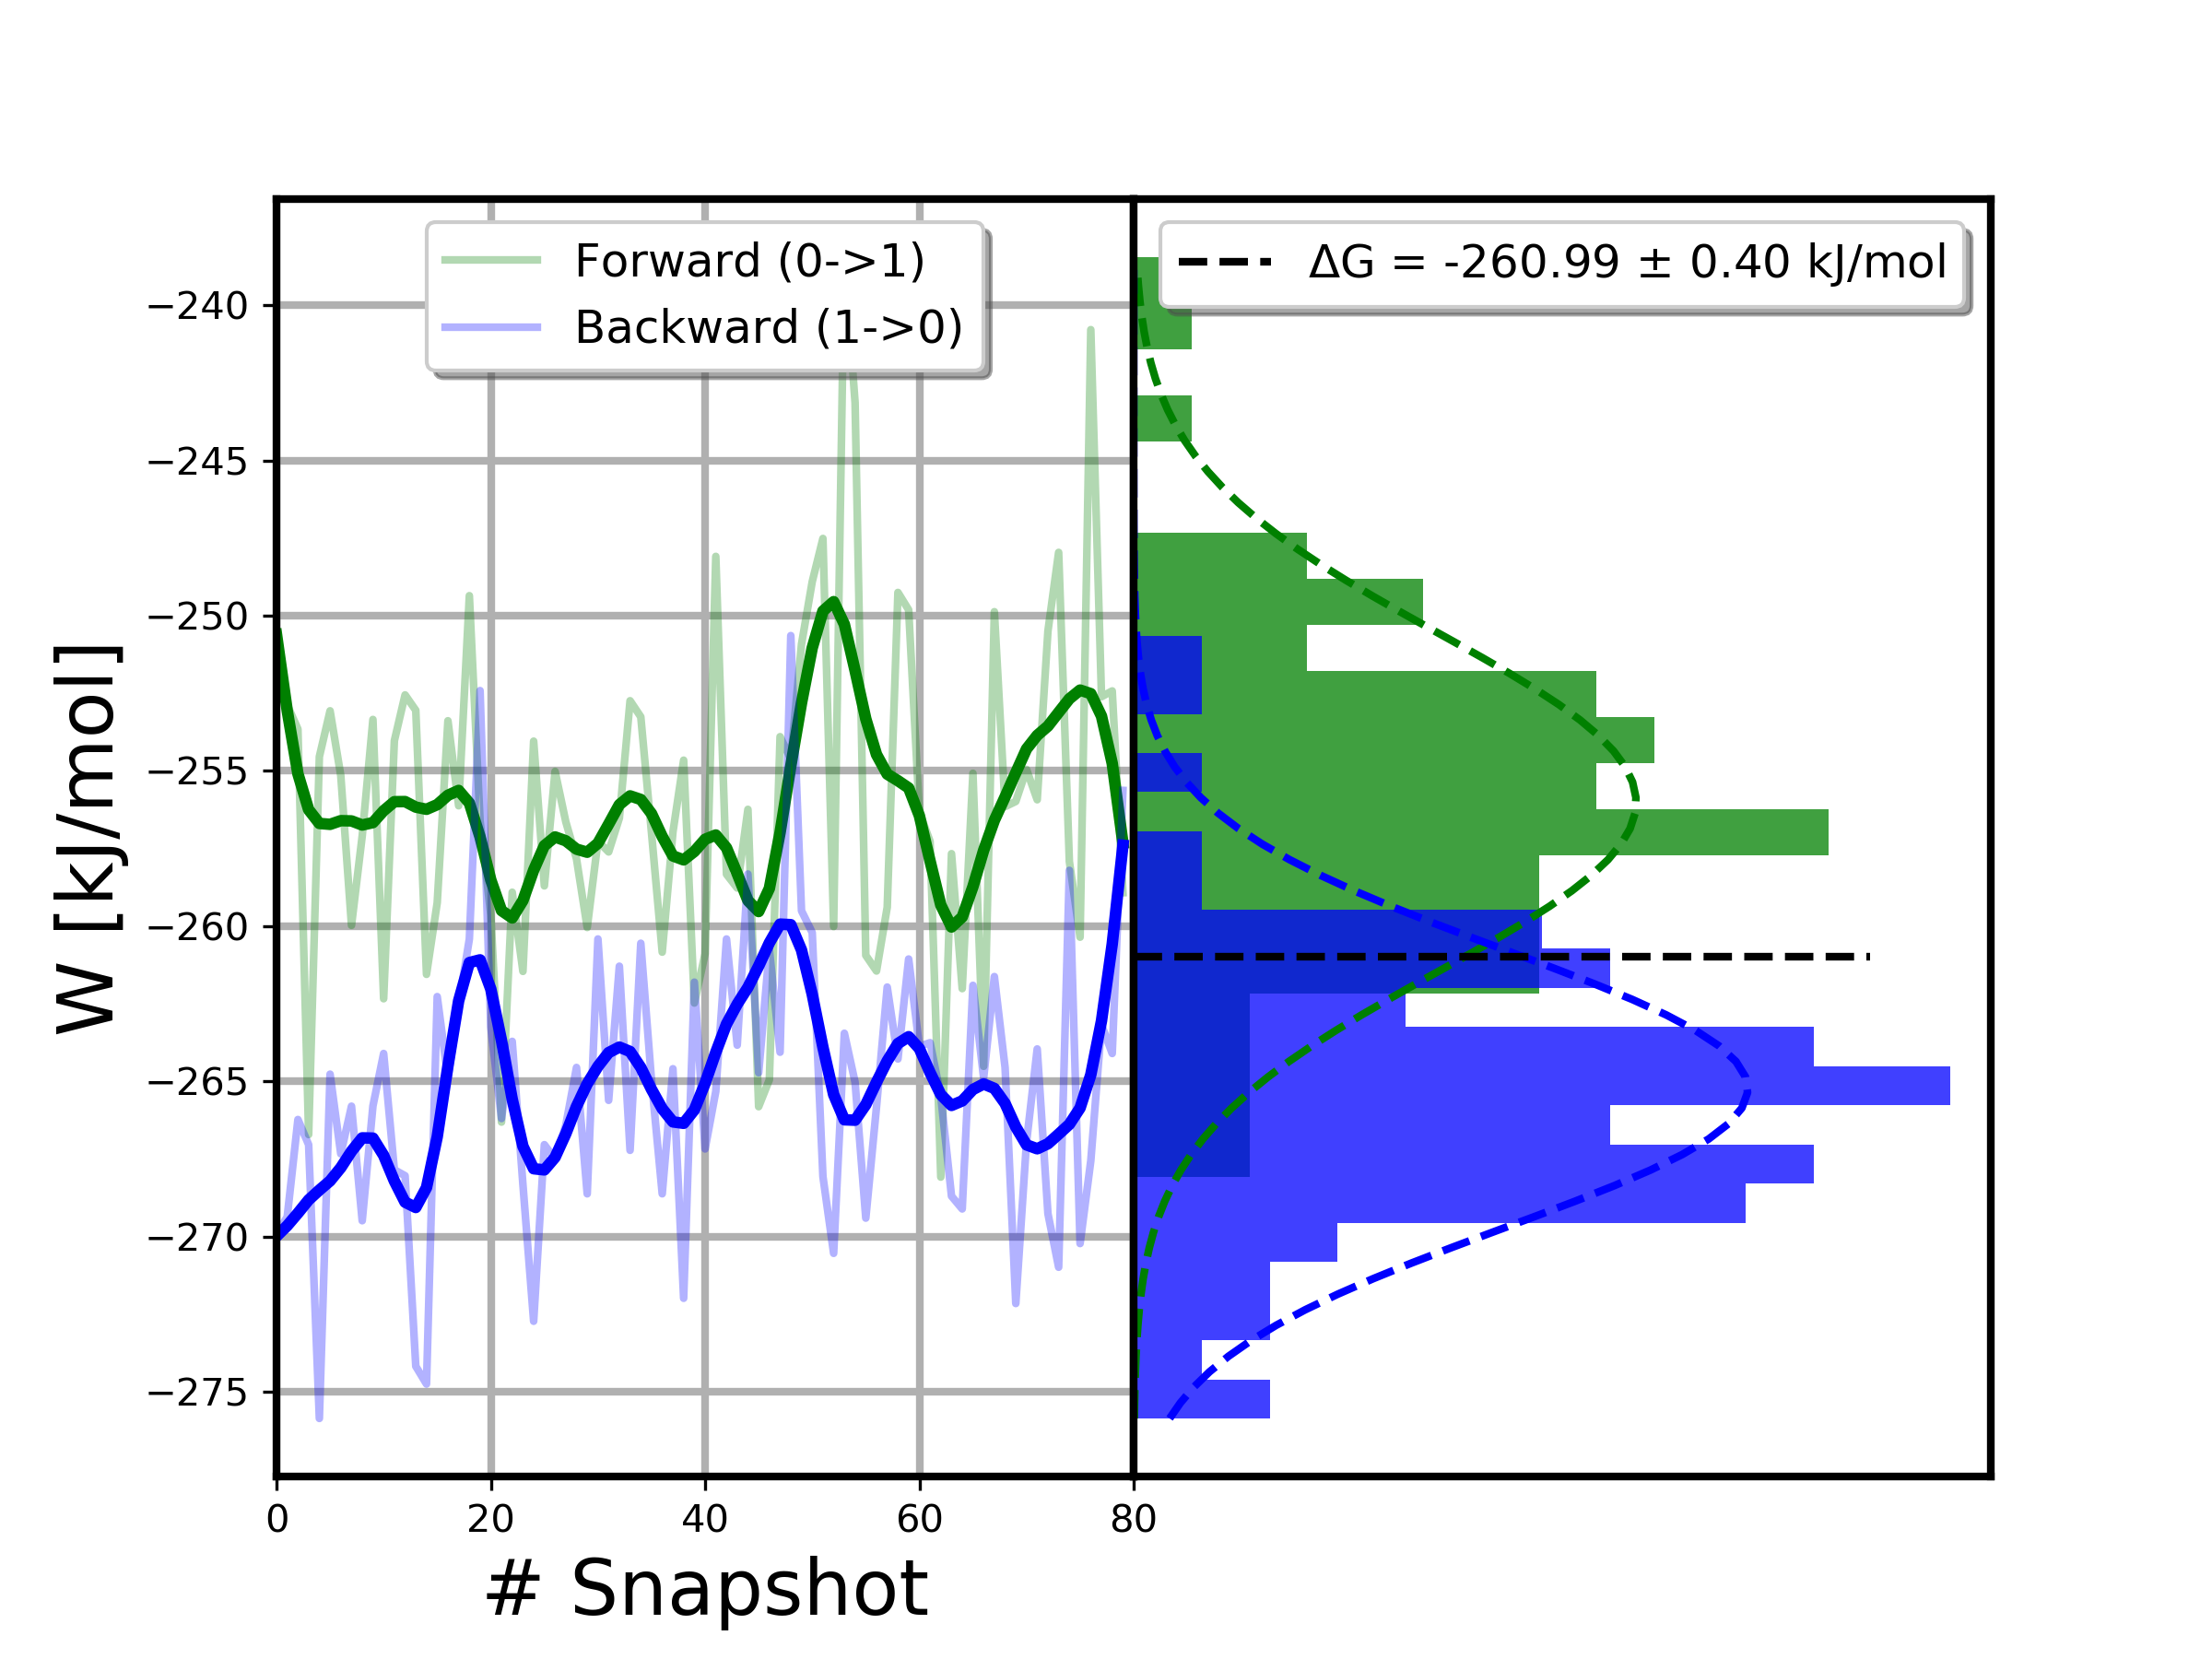 Forward (0->1)
Backward (1->0)
ΔG = -260.99 ± 0.40 kJ/mol
−240
−245
−250
−255
−260
−265
−270
−275
W [kJ/mol]
0 20 40 60 80
# Snapshot